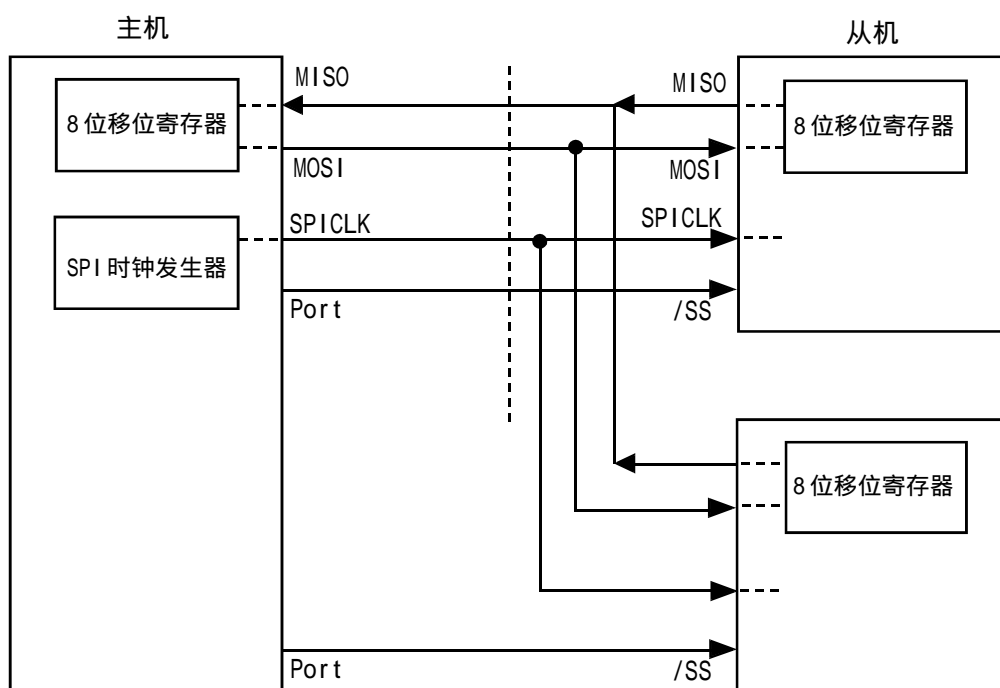 主机
从机
MISO
MISO
8位移位寄存器
8位移位寄存器
MOSI
MOSI
SPICLK
SPICLK
SPI时钟发生器
Port
/SS
8位移位寄存器
Port
/SS